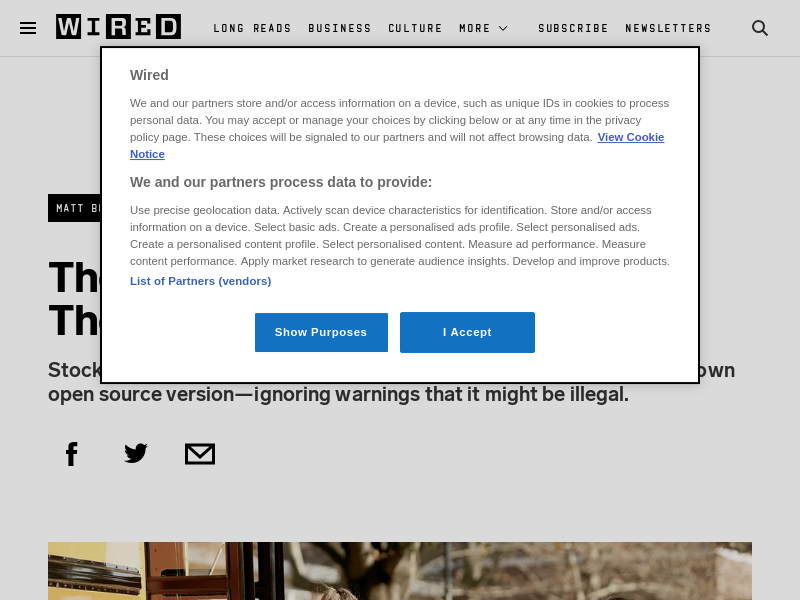 WIRED
LONG READS BUSINESS CULTURE MORE SUBSCRIBE NEWSLETTERS
Wired
We and our partners store and/or access information on a device, such as unique IDs in cookies to process
personal data. You may accept or manage your choices by clicking below or at any time in the privacy
policy page. These choices will be signaled to our partners and will not affect browsing data. View Cookie
Notice
We and our partners process data to provide:
Use precise geolocation data. Actively scan device characteristics for identification. Store and/or access
information on a device. Select basic ads. Create a personalised ads profile. Select personalised ads.
Create a personalised content profile. Select personalised content. Measure ad performance. Measure
content performance. Apply market research to generate audience insights. Develop and improve products.
List of Partners (vendors)
Show Purposes I Accept
MATT
Stock
open source version—ignoring warnings that it might be illegal.